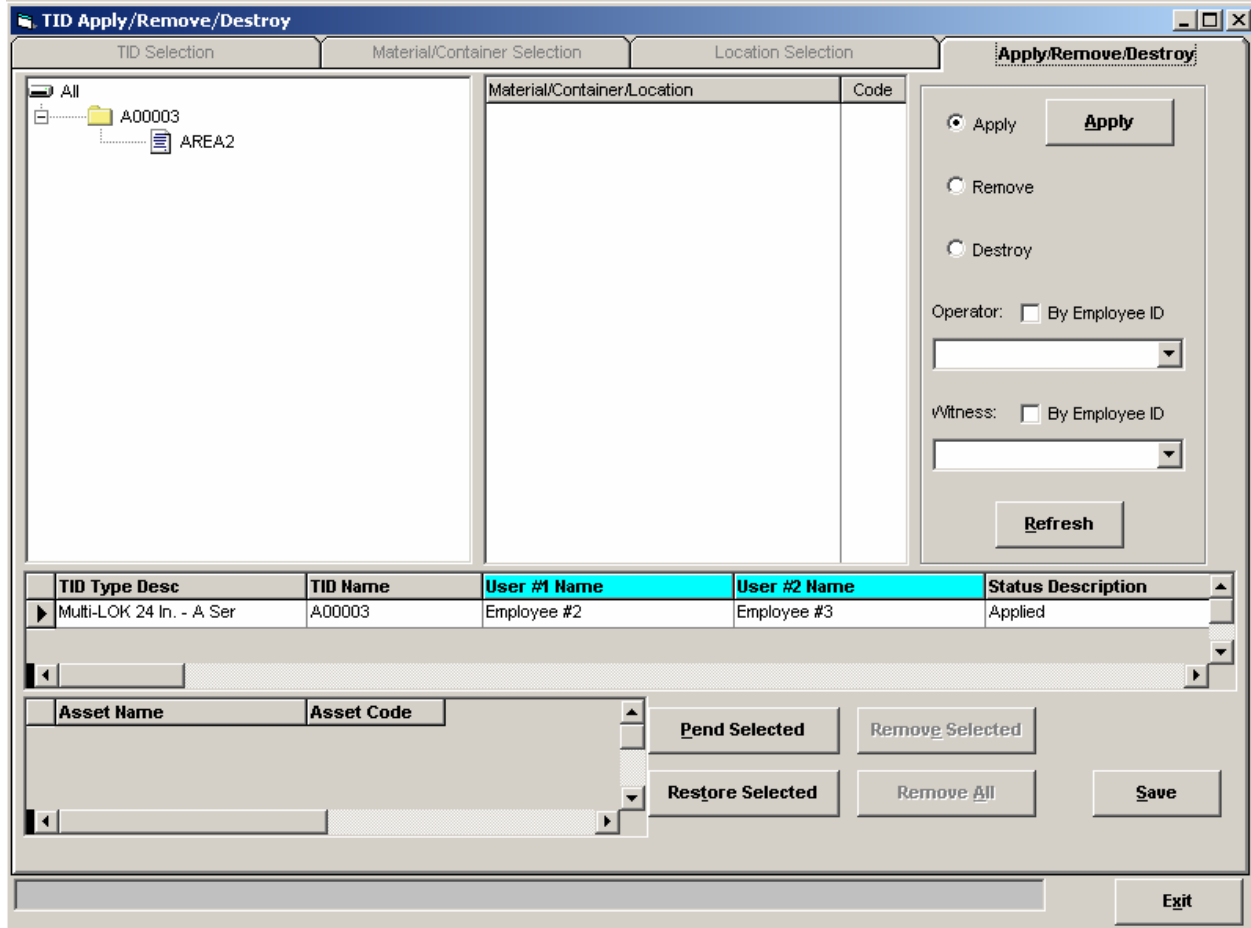 TID Apply/Remove/Destroy
TID Selection Material/Container Selection Location Selection Apply/Remove/Destroy
All
A00003
AREA2
Material/Container/Location Code
Apply Apply
Remove
Destroy
Operator: By Employee ID
Witness: By Employee ID
Refresh
TID Type Desc TID Name User #1 Name User #2 Name Status Description
Multi-LOK 24 In. - A Ser A00003 Employee #2 Employee #3 Applied
Asset Name Asset Code
Pend Selected Remove Selected
Restore Selected Remove All Save
Exit